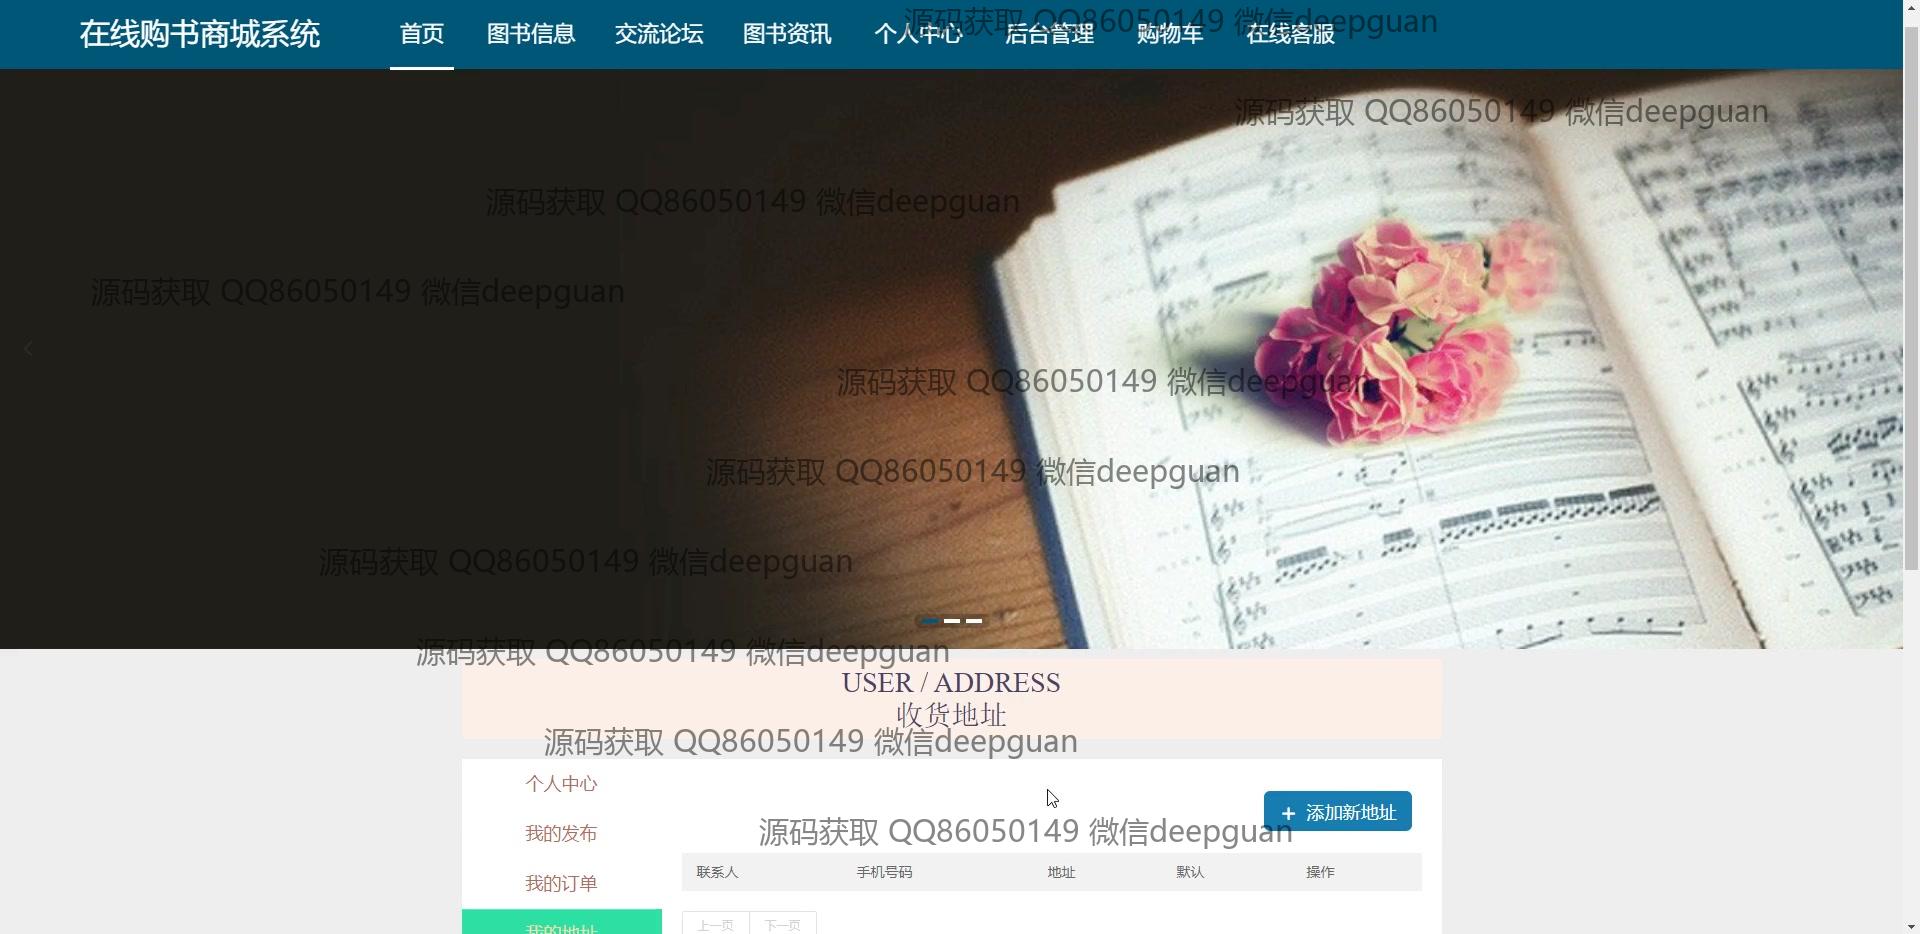 在线购书商城系统 首页 图书信息 交流论坛 图书资讯 个人中心 后台管理 购物车 在线客服
源码获取 QQ86050149 微信deepguan
源码获取 QQ86050149 微信deepguan
源码获取 QQ86050149 微信deepguan
源码获取 QQ86050149 微信deepguan
源码获取 QQ86050149 微信deepguan
源码获取 QQ86050149 微信deepguan
源码获取 QQ86050149 微信deepguan
源码获取 QQ86050149 微信deepguan
USER / ADDRESS
收货地址
源码获取 QQ86050149 微信deepguan
个人中心
添加新地址
源码获取 QQ86050149 微信deepguan
我的发布
联系人 手机号码 地址 默认 操作
我的订单
上一页 下一页
我的地址